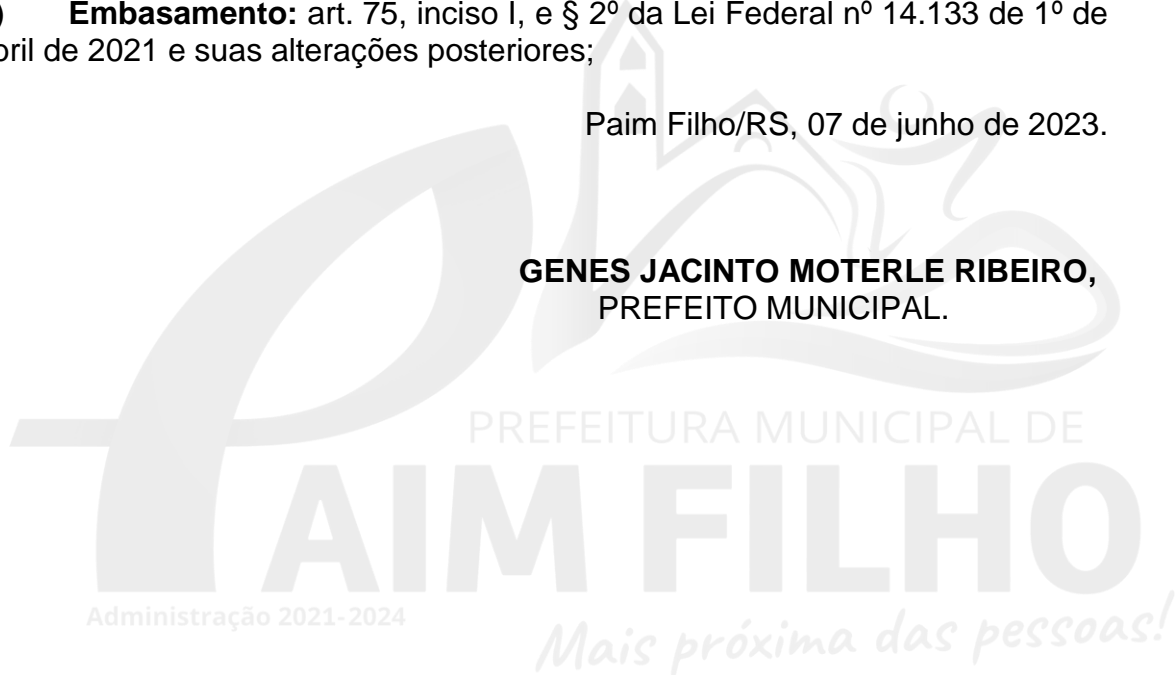 ) Embasamento: art. 75, inciso I, e § 2º da Lei Federal nº 14.133 de 1º de
oril de 2021 e suas alterações posteriores;
Paim Filho/RS, 07 de junho de 2023.
GENES JACINTO MOTERLE RIBEIRO,
PREFEITO MUNICIPAL.
PREFEITURA MUNICIPAL DE
PAIM FILHO
Administração 2021-2024
Mais próxima das pessoas!